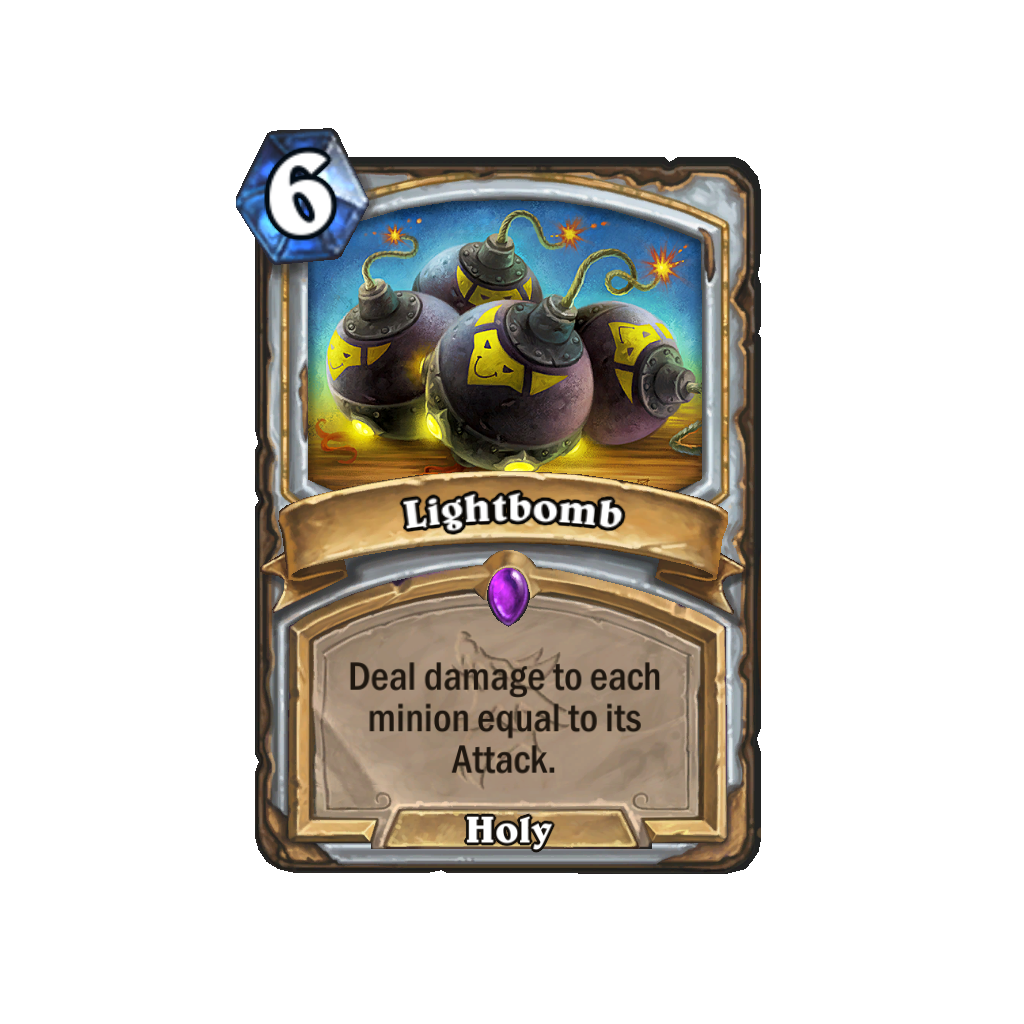 6
Lightbomb
Deal damage to each
minion equal to its
Attack.
Holy